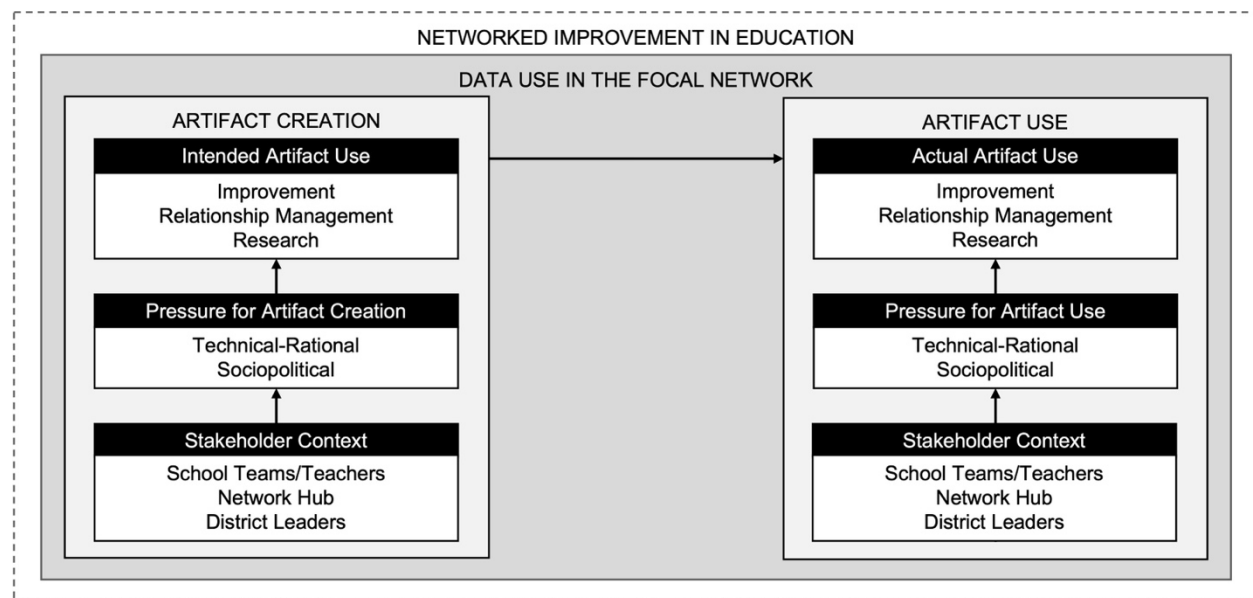 NETWORKED IMPROVEMENT IN EDUCATION
DATA USE IN THE FOCAL NETWORK
ARTIFACT CREATION
Intended Artifact Use
Improvement
Relationship Management
Research
Pressure for Artifact Creation
Technical-Rational
Sociopolitical
Stakeholder Context
School Teams/Teachers
Network Hub
District Leaders
ARTIFACT USE
Actual Artifact Use
Improvement
Relationship Management
Research
Pressure for Artifact Use
Technical-Rational
Sociopolitical
Stakeholder Context
School Teams/Teachers
Network Hub
District Leaders